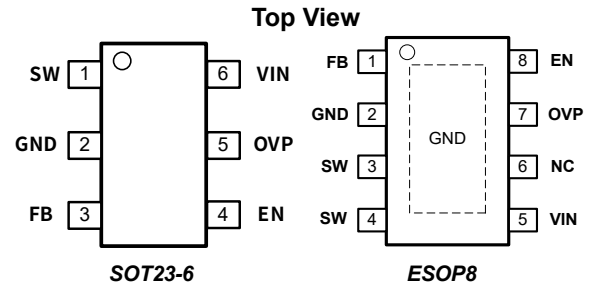 Top View
SW 1 6 VIN
GND 2 5 OVP
FB 3 4 EN
SOT23-6
FB 1 8 EN
GND 2 7 OVP
GND
SW 3 6 NC
SW 4 5 VIN
ESOP8